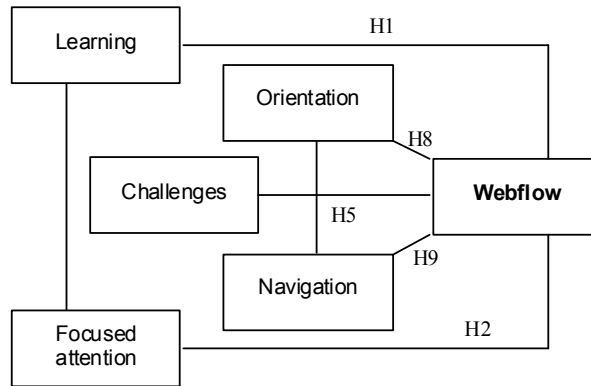 Learning
H1
Orientation
H8
Challenges
Webflow
H5
H9
Navigation
Focused
attention
H2